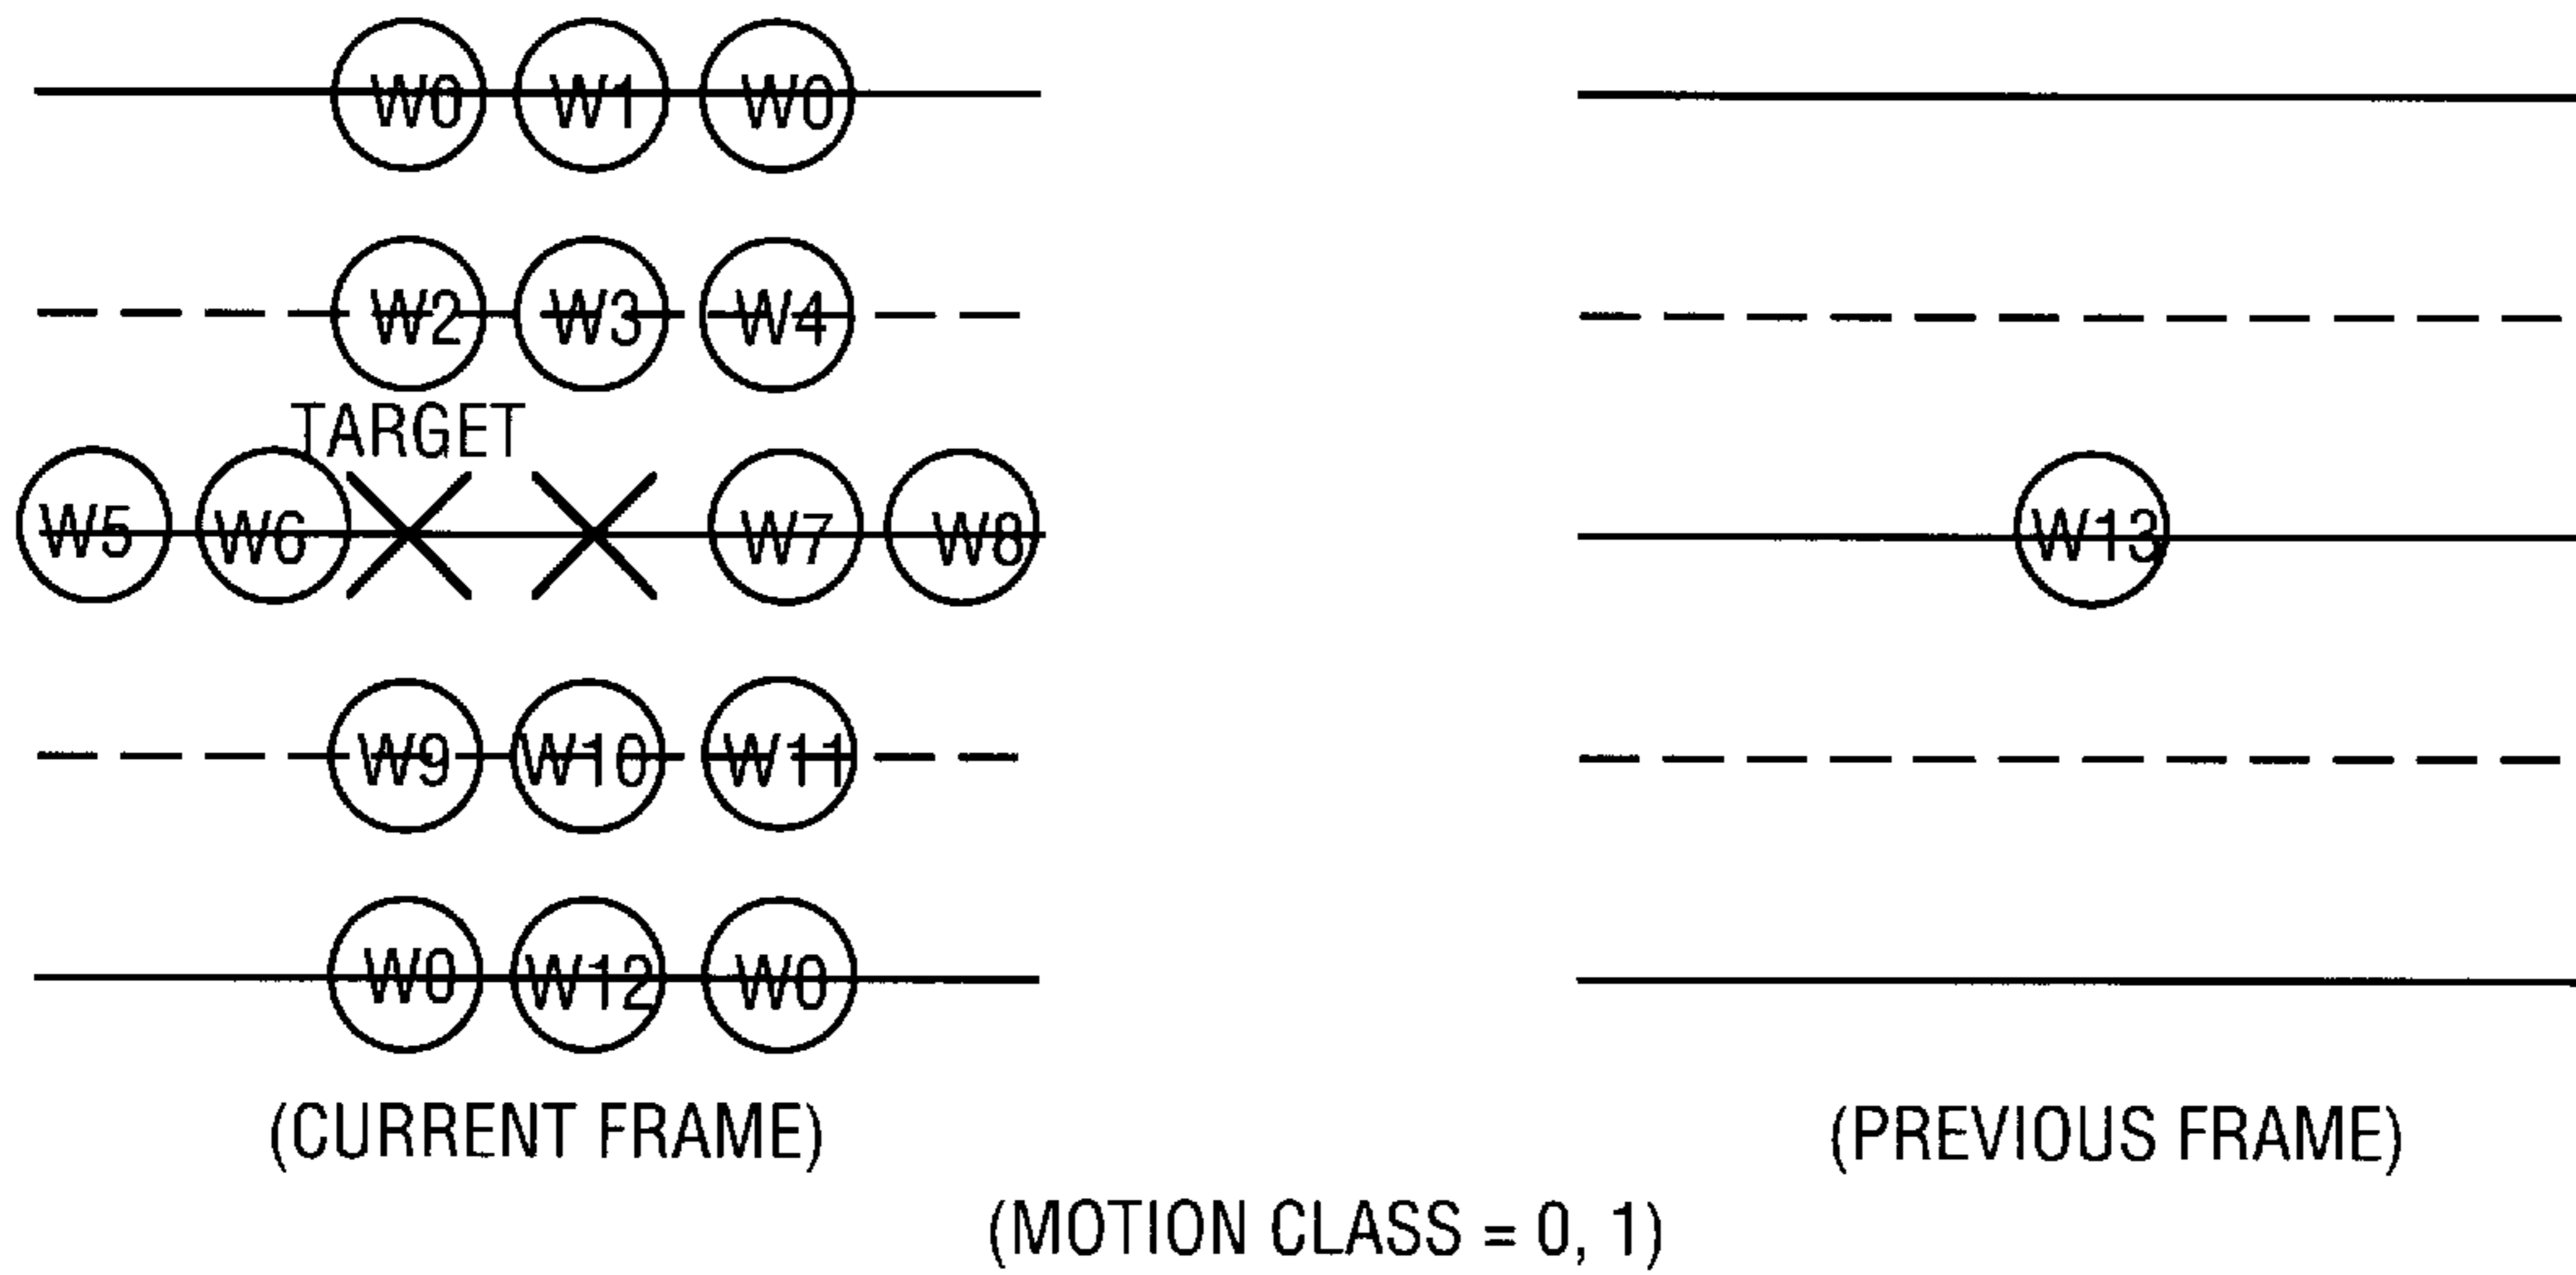 W0 W1 W0
W2 W3 W4
TARGET
W5 W6 W7 W8 W13
W9 W10 W11
W0 W12 W0
(CURRENT FRAME) (PREVIOUS FRAME)
(MOTION CLASS = 0, 1)